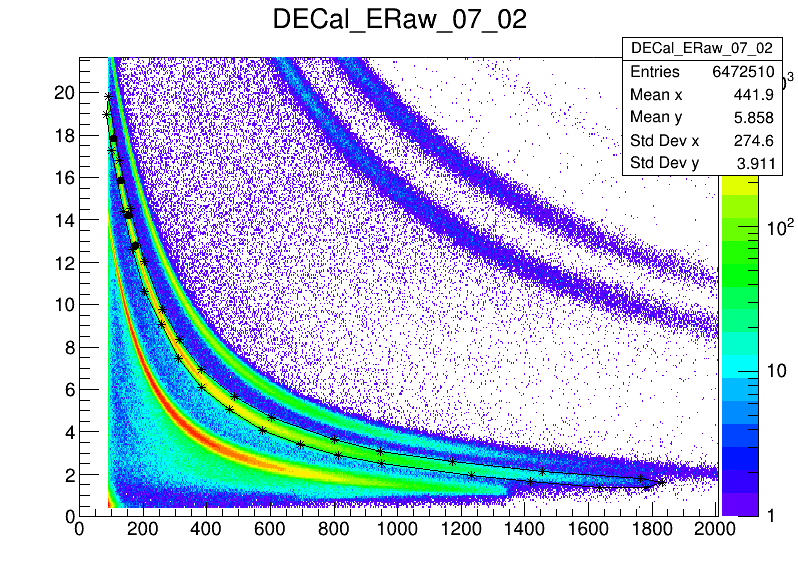 DECal_ERaw_07_02
DECal_ERaw_07_02
Entries 6472510
Mean x 441.9
Mean y 5.858
Std Dev x 274.6
Std Dev y 3.911
20
18
16
14
12
10
8
6
4
2
0
0 200 400 600 800 1000 1200 1400 1600 1800 2000
10²
10
1